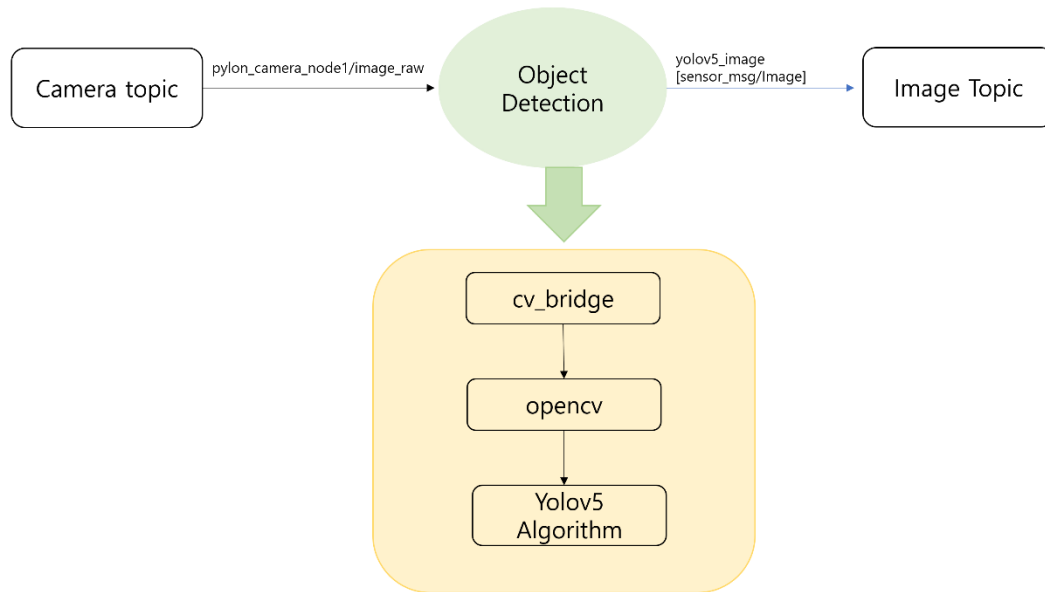 Camera topic
pylon_camera_node1/image_raw
Object
Detection
yolov5_image
[sensor_msg/Image]
Image Topic
cv_bridge
opencv
Yolov5
Algorithm